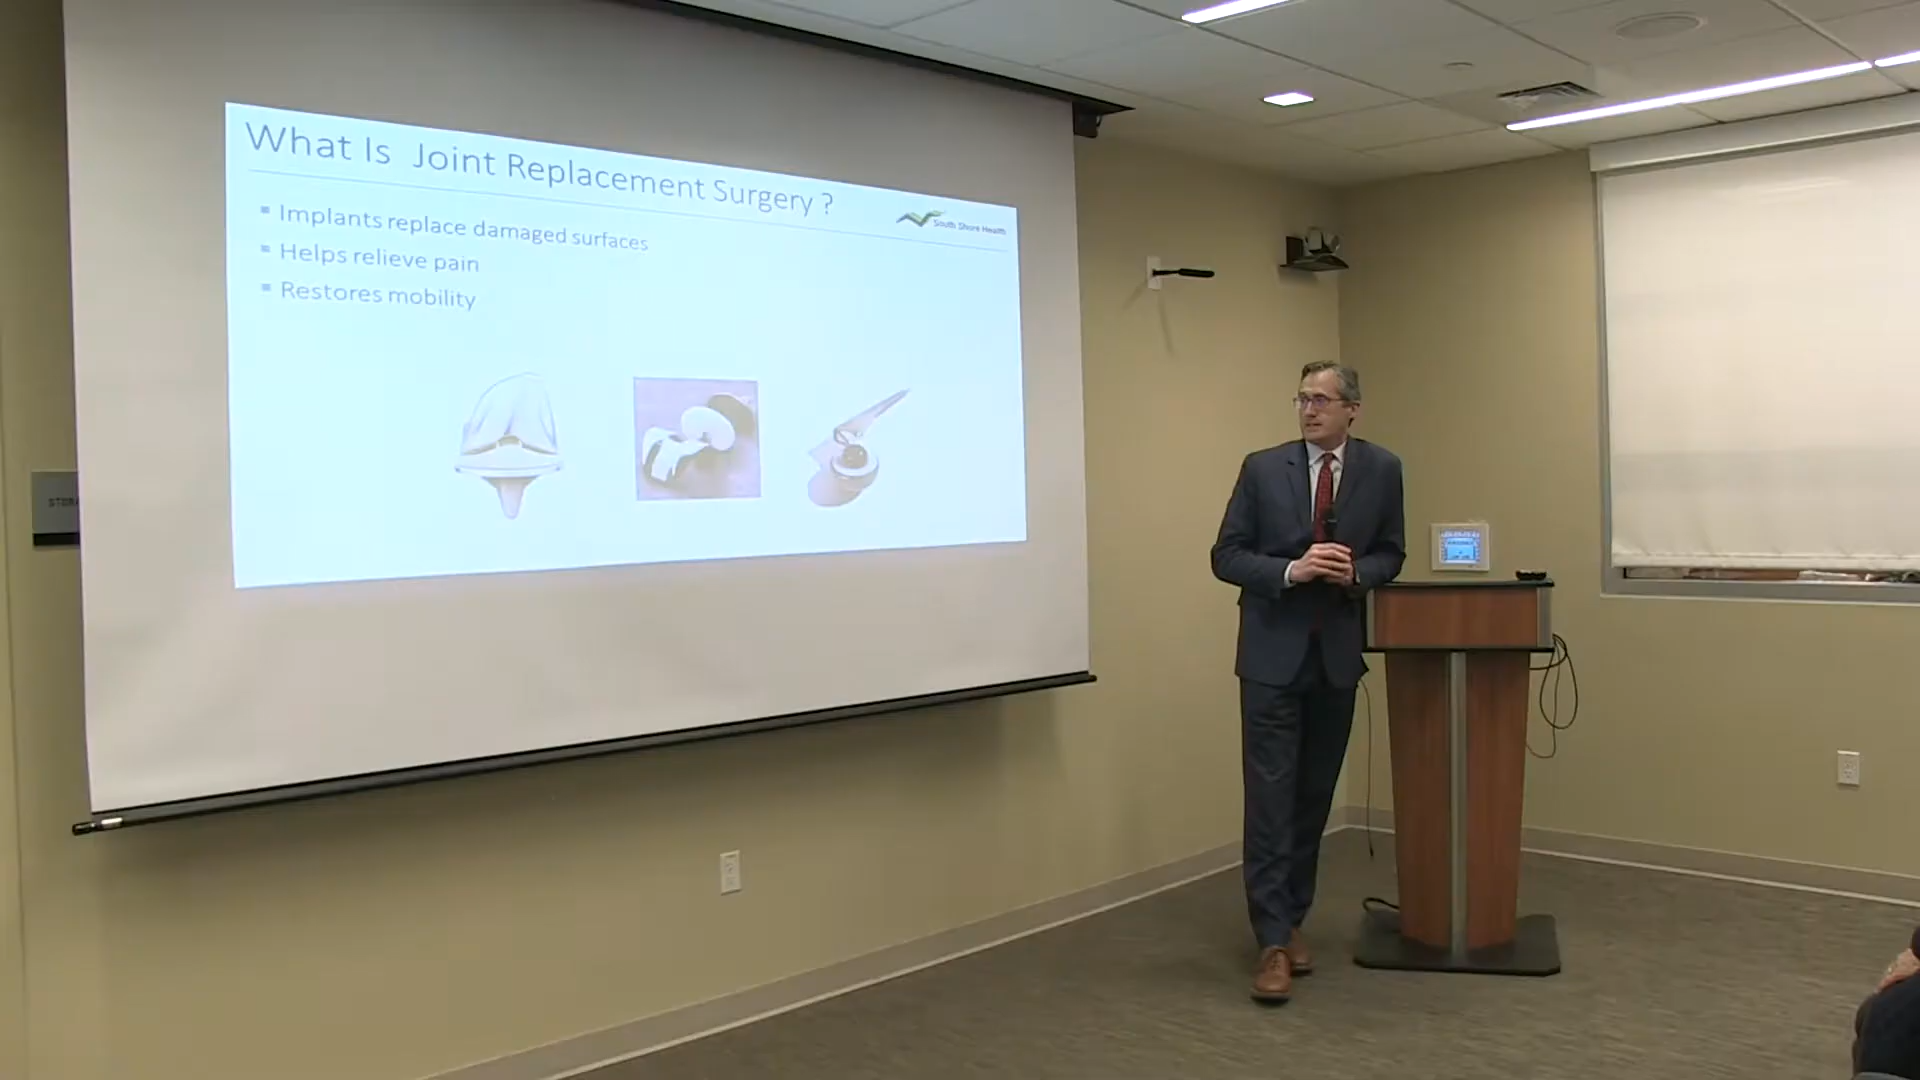 What Is Joint Replacement Surgery ?
South Shore Health
Implants replace damaged surfaces
Helps relieve pain
Restores mobility